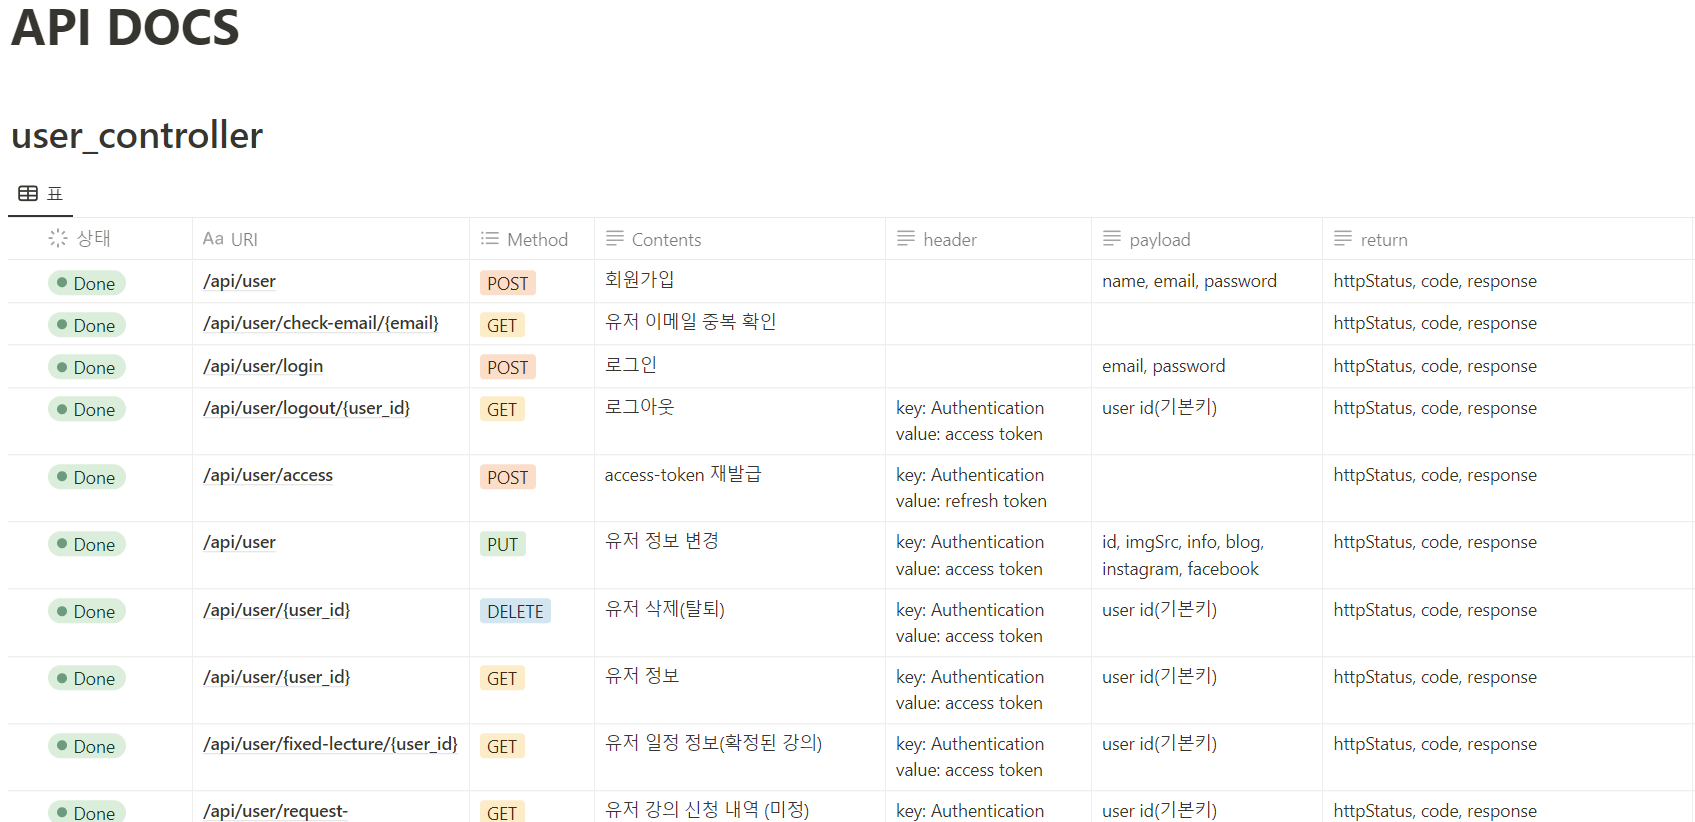 API DOCS
user_controller
표
상태 Aa URI Method Contents header payload return
Done /api/user POST 회원가입 name, email, password httpStatus, code, response
Done /api/user/check-email/{email} GET 유저 이메일 중복 확인 httpStatus, code, response
Done /api/user/login POST 로그인 email, password httpStatus, code, response
Done /api/user/logout/{user_id} GET 로그아웃 key: Authentication user id(기본키) httpStatus, code, response
value: access token
Done /api/user/access POST access-token 재발급 key: Authentication httpStatus, code, response
value: refresh token
Done /api/user PUT 유저 정보 변경 key: Authentication id, imgSrc, info, blog, httpStatus, code, response
value: access token instagram, facebook
Done /api/user/{user_id} DELETE 유저 삭제(탈퇴) key: Authentication user id(기본키) httpStatus, code, response
value: access token
Done /api/user/{user_id} GET 유저 정보 key: Authentication user id(기본키) httpStatus, code, response
value: access token
Done /api/user/fixed-lecture/{user_id} GET 유저 일정 정보(확정된 강의) key: Authentication user id(기본키) httpStatus, code, response
value: access token
Done /api/user/request- GET 유저 강의 신청 내역 (미정) key: Authentication user id(기본키) httpStatus, code, response